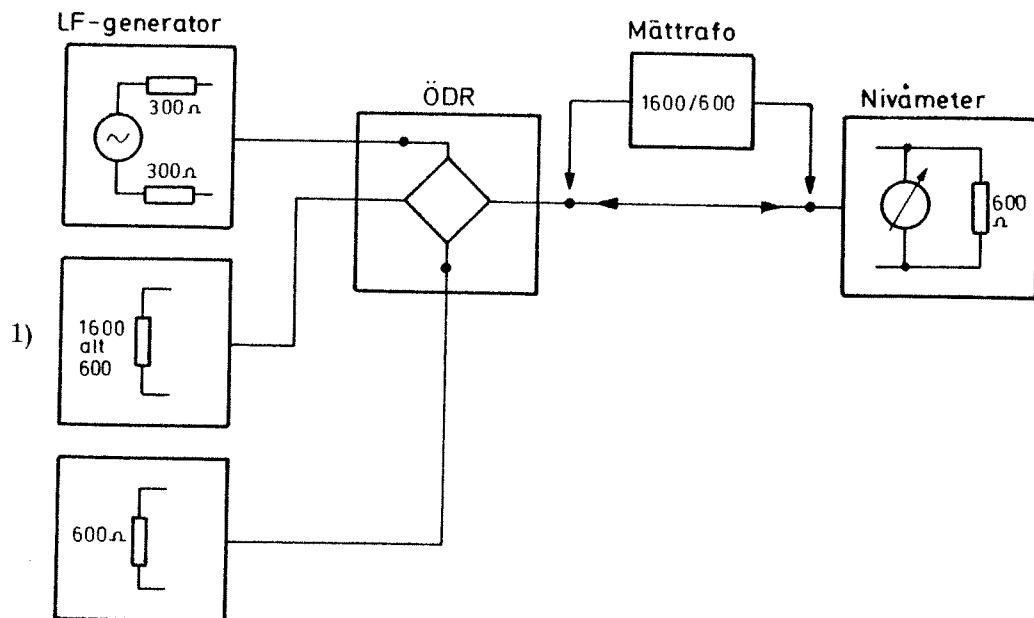 LF-generator
300Ω
300Ω
ÖDR
Mättrafo
1600/600
Nivåmeter
600
Ω
1)
1600
alt
600
600Ω